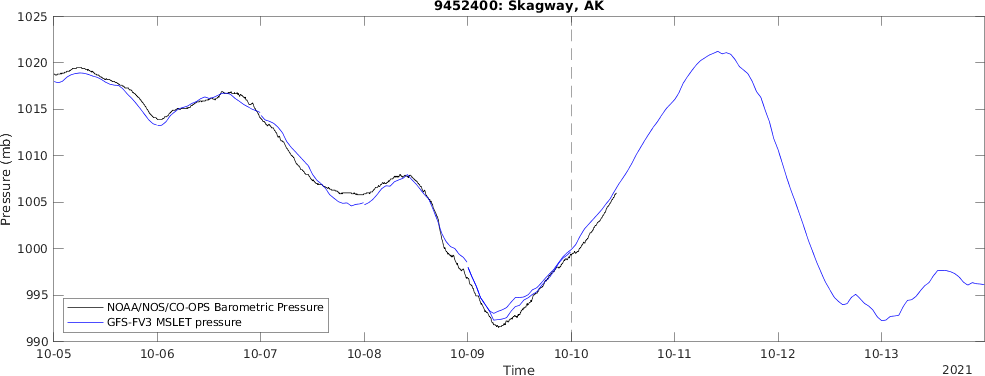 9452400: Skagway, AK
1025
1020
1015
1010
1005
1000
995
990
Pressure (mb)
NOAA/NOS/CO-OPS Barometric Pressure
GFS-FV3 MSLET pressure
10-05 10-06 10-07 10-08 10-09 10-10 10-11 10-12 10-13
Time
2021